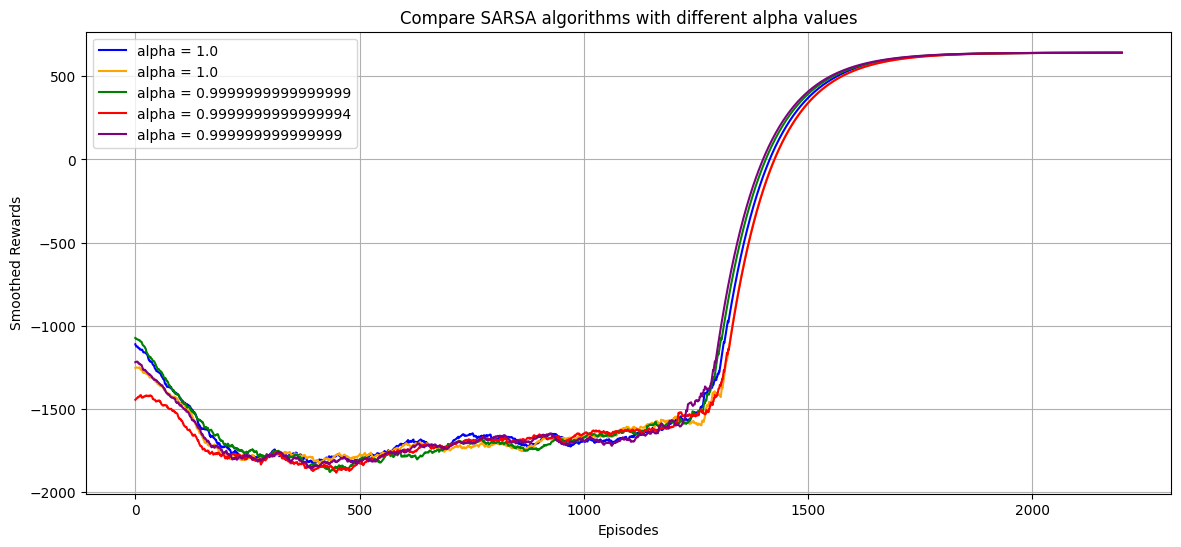 Compare SARSA algorithms with different alpha values
alpha = 1.0
alpha = 1.0
alpha = 0.9999999999999999
alpha = 0.9999999999999994
alpha = 0.999999999999999
500
0
−500
−1000
−1500
−2000
Smoothed Rewards
0
500
1000
1500
2000
Episodes